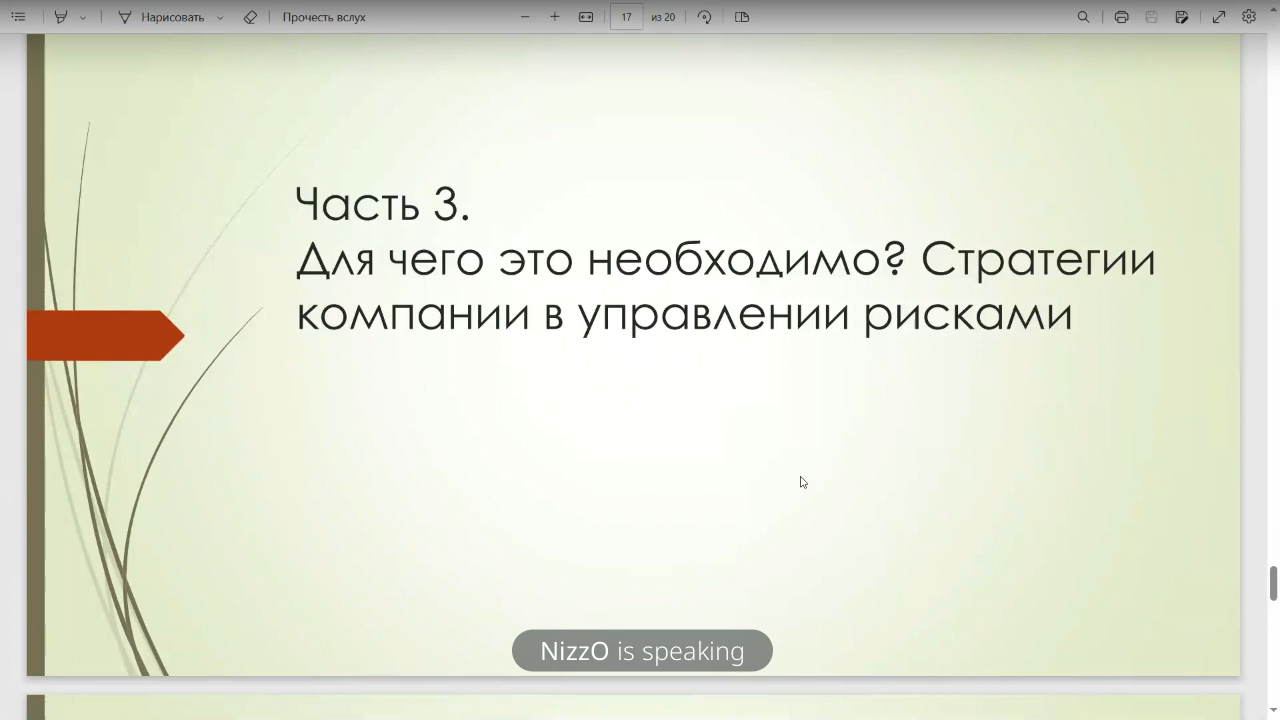 Нарисовать
Прочесть вслух
17
из 20
Часть 3.
Для чего это необходимо? Стратегии
компании в управлении рисками
NizzO is speaking